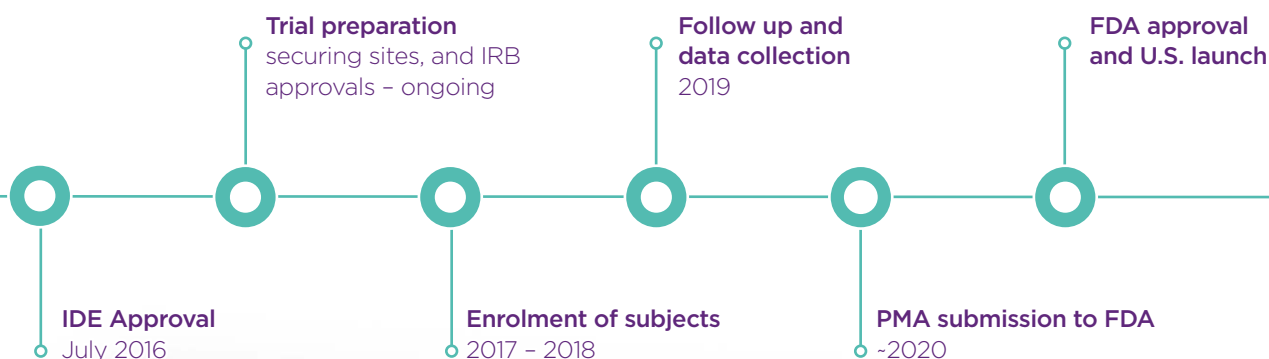 Trial preparation
securing sites, and IRB
approvals – ongoing
Follow up and
data collection
2019
FDA approval
and U.S. launch
IDE Approval
July 2016
Enrolment of subjects
2017 – 2018
PMA submission to FDA
~2020